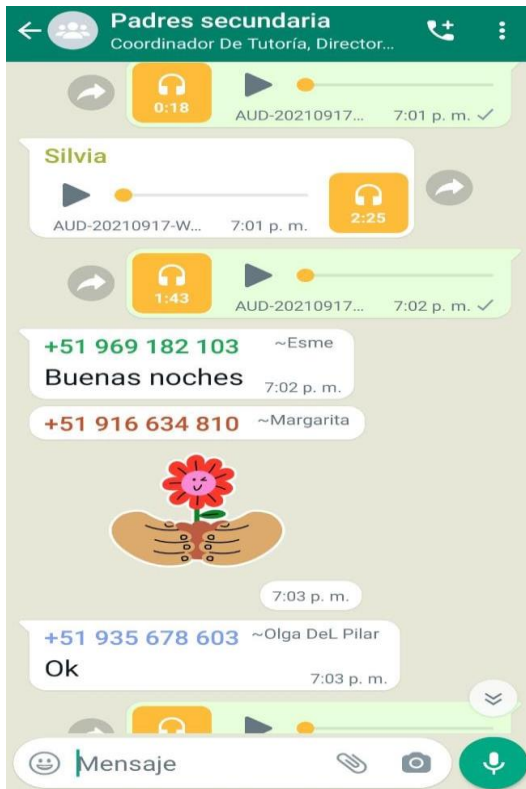 Padres secundaria
Coordinador De Tutoría, Director...
0:18
AUD-20210917... 7:01 p. m.
Silvia
AUD-20210917-W... 7:01 p. m.
2:25
1:43
AUD-20210917... 7:02 p. m.
+51 969 182 103 ~Esme
Buenas noches 7:02 p. m.
+51 916 634 810 ~Margarita
7:03 p. m.
+51 935 678 603 ~Olga DeL Pilar
Ok 7:03 p. m.
Mensaje